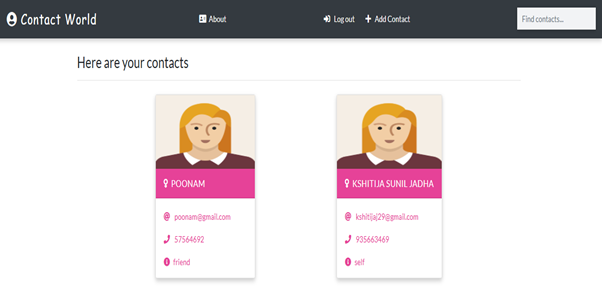 Contact World
About
Log out
Add Contact
Find contacts...
Here are your contacts
POONAM
poonam@gmail.com
57564692
friend
KSHITIJA SUNIL JADHA
kshitijaj29@gmail.com
935663469
self